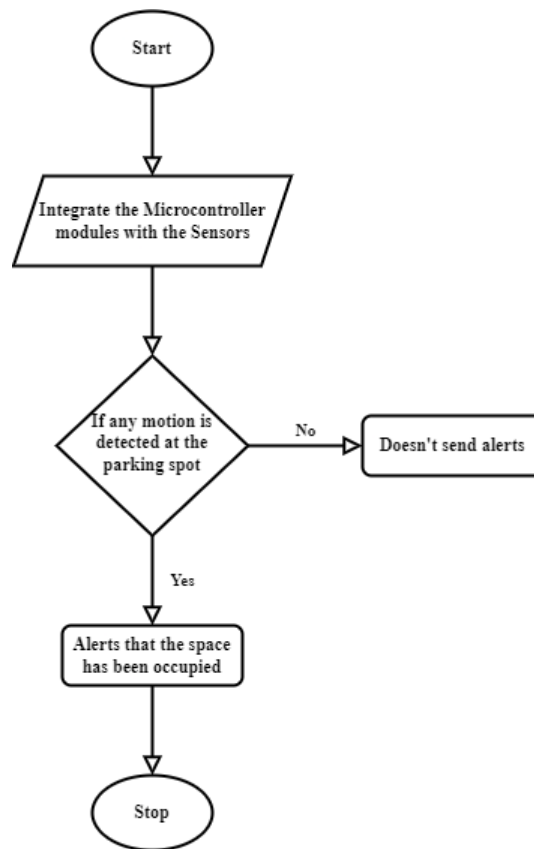 Start
Integrate the Microcontroller
modules with the Sensors
If any motion is
detected at the
parking spot
No
Doesn't send alerts
Yes
Alerts that the space
has been occupied
Stop